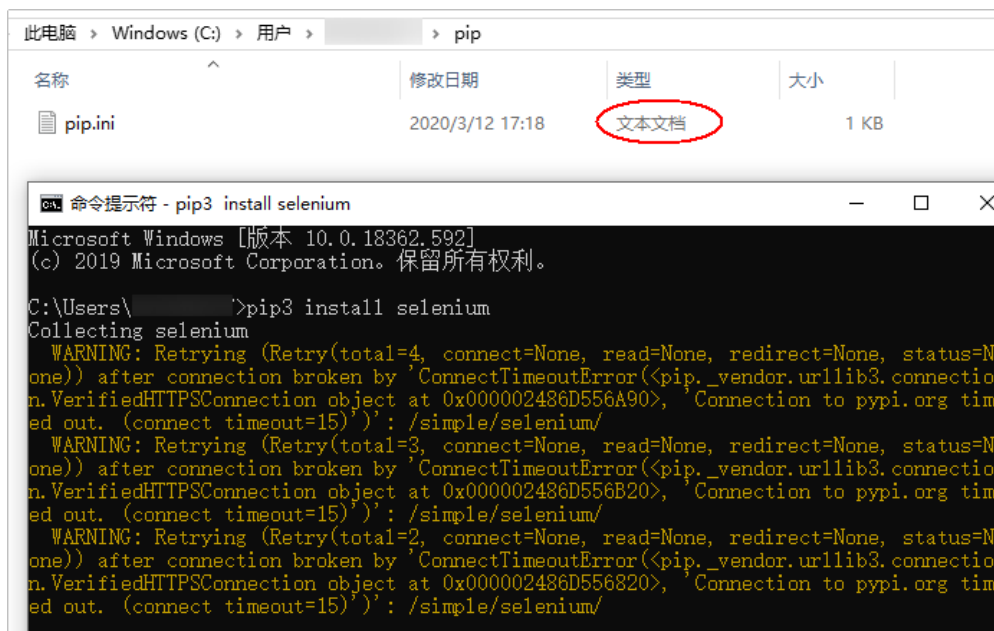 此电脑 > Windows (C:) > 用户 > > pip
名称 修改日期 类型 大小
pip.ini 2020/3/12 17:18 文本文档 1 KB
命令提示符 - pip3 install selenium
Microsoft Windows [版本 10.0.18362.592]
(c) 2019 Microsoft Corporation。保留所有权利。
C:\Users\ >pip3 install selenium
Collecting selenium
WARNING: Retrying (Retry(total=4, connect=None, read=None, redirect=None, status=N
one)) after connection broken by 'ConnectTimeoutError(<pip._vendor.urllib3.connectio
n.VerifiedHTTPSConnection object at 0x000002486D556A90>, 'Connection to pypi.org tim
ed out. (connect timeout=15)')': /simple/selenium/
WARNING: Retrying (Retry(total=3, connect=None, read=None, redirect=None, status=N
one)) after connection broken by 'ConnectTimeoutError(<pip._vendor.urllib3.connectio
n.VerifiedHTTPSConnection object at 0x000002486D556B20>, 'Connection to pypi.org tim
ed out. (connect timeout=15)')': /simple/selenium/
WARNING: Retrying (Retry(total=2, connect=None, read=None, redirect=None, status=N
one)) after connection broken by 'ConnectTimeoutError(<pip._vendor.urllib3.connectio
n.VerifiedHTTPSConnection object at 0x000002486D556820>, 'Connection to pypi.org tim
ed out. (connect timeout=15)')': /simple/selenium/